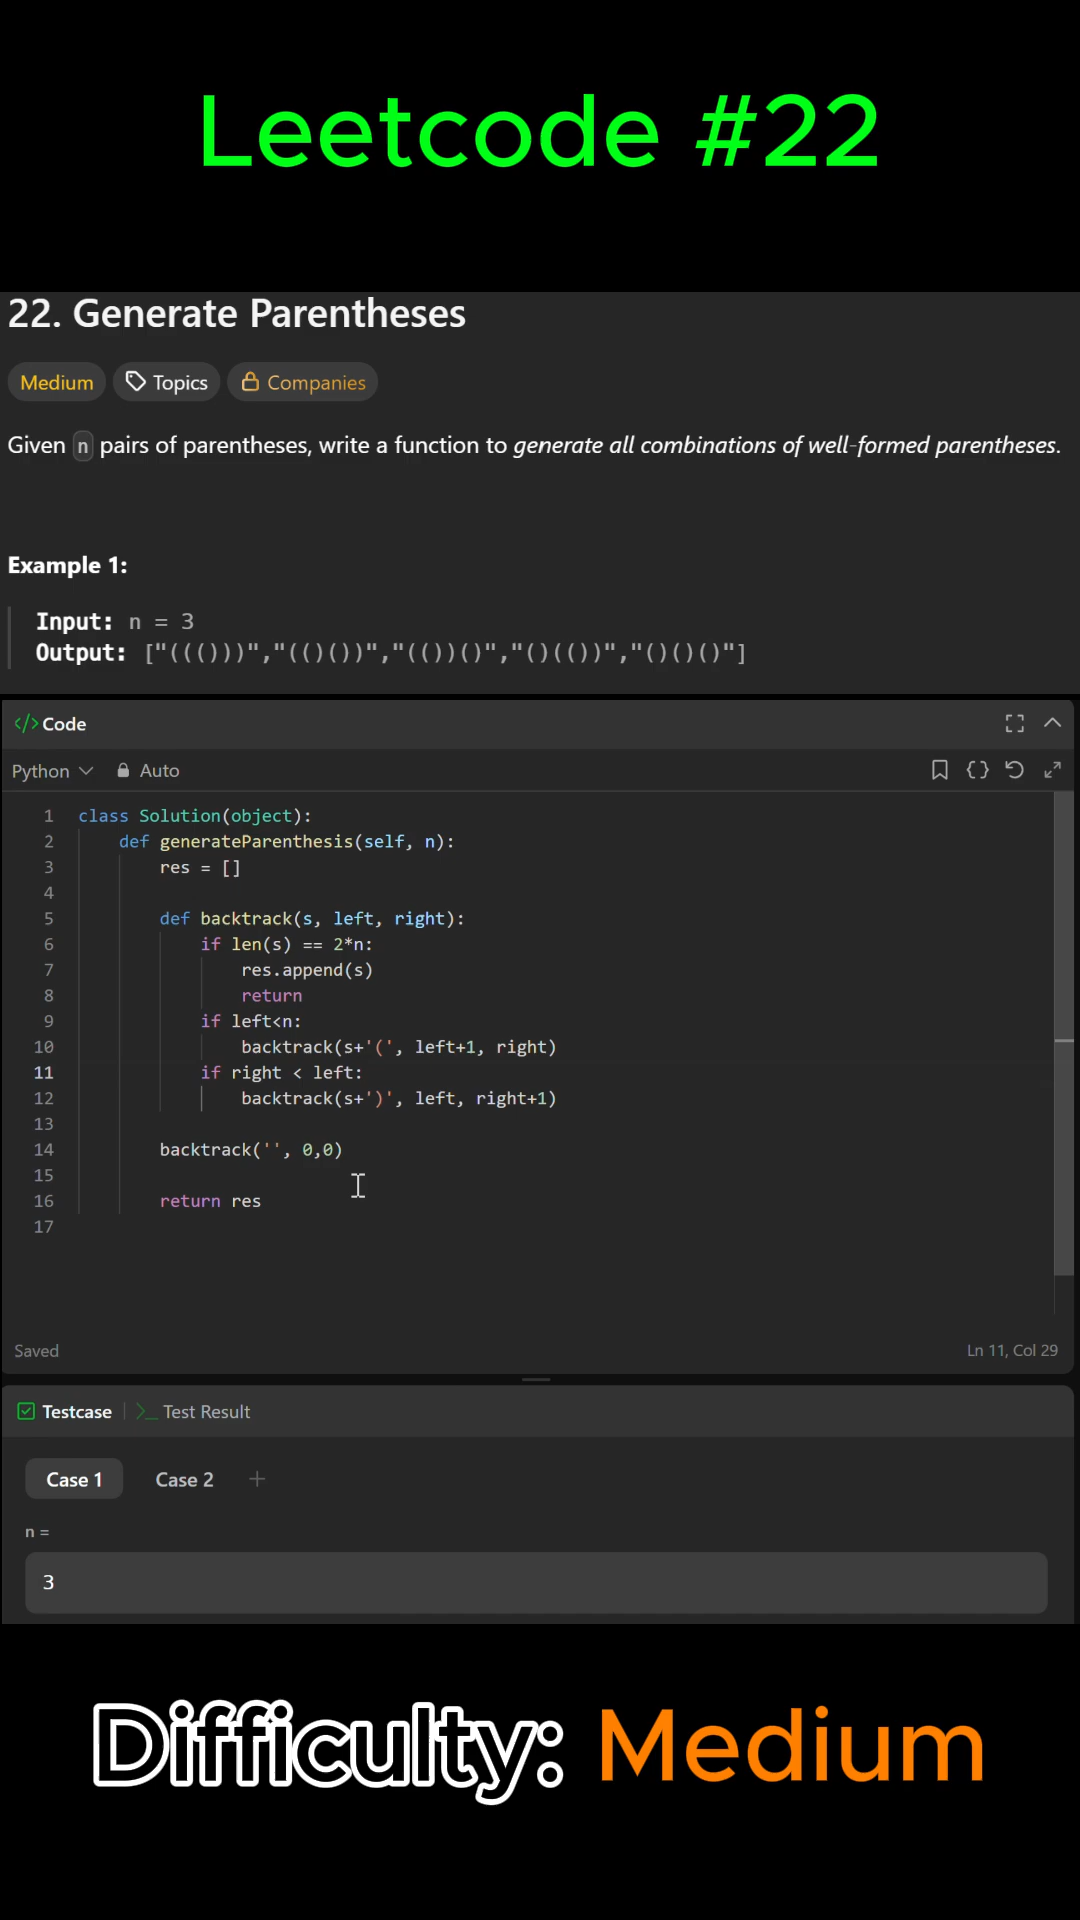 Leetcode #22
22. Generate Parentheses
Medium Topics Companies
Given n pairs of parentheses, write a function to generate all combinations of well-formed parentheses.
Example 1:
Input: n = 3
Output: ["((()))","(()())","(())()","()(())","()()()"]
</> Code
Python Auto
1 class Solution(object):
2     def generateParenthesis(self, n):
3         res = []
4
5         def backtrack(s, left, right):
6             if len(s) == 2*n:
7                 res.append(s)
8                 return
9             if left<n:
10                 backtrack(s+'(', left+1, right)
11             if right < left:
12                 backtrack(s+')', left, right+1)
13
14         backtrack('', 0,0)
15
16         return res
17
Saved Ln 11, Col 29
Testcase >_ Test Result
Case 1 Case 2 +
n =
3
Difficulty: Medium